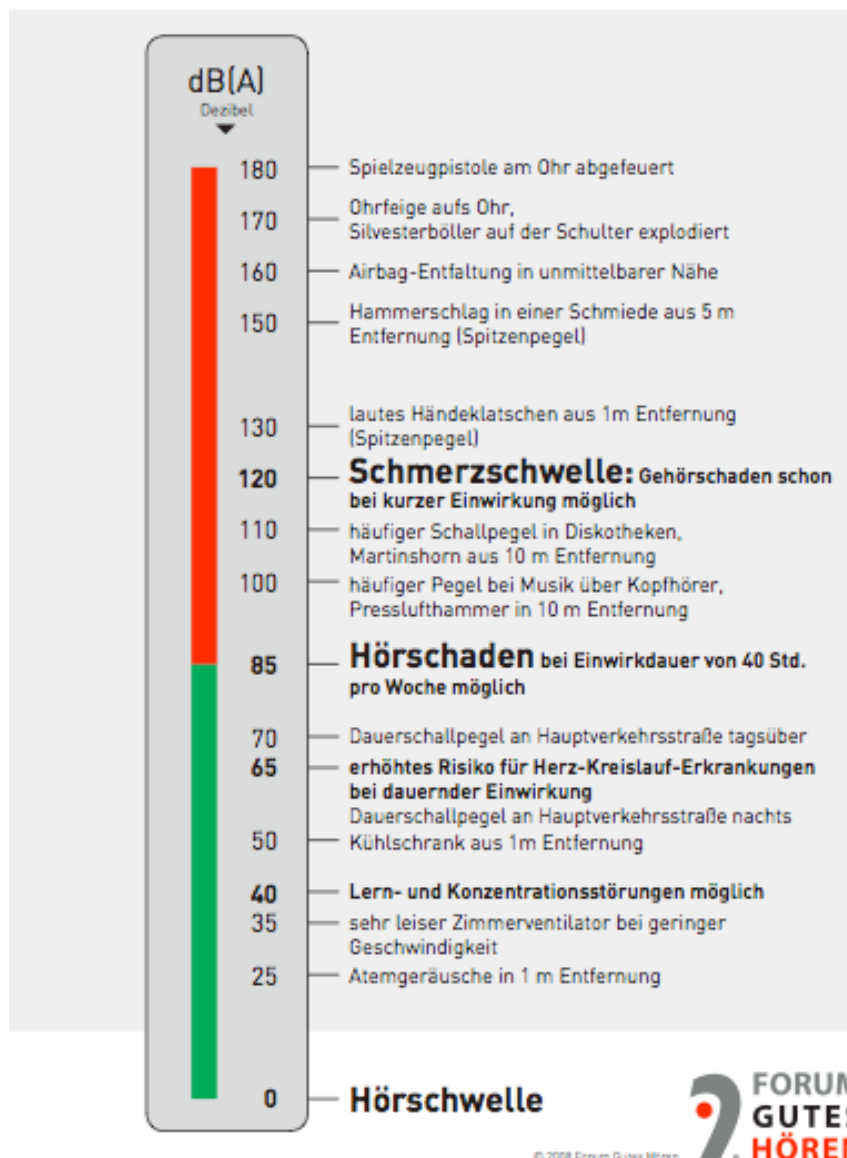 dB(A)
Dezibel
180 Spielzeugpistole am Ohr abgefeuert
170 Ohrfeige aufs Ohr,
Silvesterböller auf der Schulter explodiert
160 Airbag-Entfaltung in unmittelbarer Nähe
150 Hammerschlag in einer Schmiede aus 5 m
Entfernung (Spitzenpegel)
130 lautes Händeklatschen aus 1m Entfernung
(Spitzenpegel)
120 Schmerzschwelle: Gehörschaden schon
bei kurzer Einwirkung möglich
110 häufiger Schallpegel in Diskotheken,
Martinshorn aus 10 m Entfernung
100 häufiger Pegel bei Musik über Kopfhörer,
Presslufthammer in 10 m Entfernung
85 Hörschaden bei Einwirkdauer von 40 Std.
pro Woche möglich
70 Dauerschallpegel an Hauptverkehrsstraße tagsüber
65 erhöhtes Risiko für Herz-Kreislauf-Erkrankungen
bei dauernder Einwirkung
Dauerschallpegel an Hauptverkehrsstraße nachts
50 Kühlschrank aus 1m Entfernung
40 Lern- und Konzentrationsstörungen möglich
35 sehr leiser Zimmerventilator bei geringer
Geschwindigkeit
25 Atemgeräusche in 1 m Entfernung
0 Hörschwelle
FORUM
GUTES
HÖREN
© 2008 Forum Gutes Hören